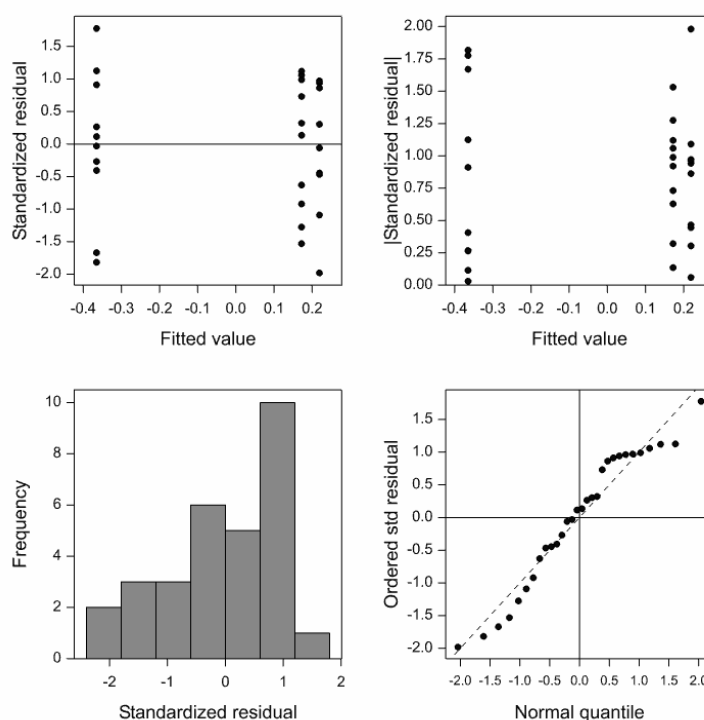 1.5
1.0
0.5
0.0
-0.5
-1.0
-1.5
-2.0
Standardized residual
-0.4 -0.3 -0.2 -0.1 0.0 0.1 0.2
Fitted value
2.00
1.75
1.50
1.25
1.00
0.75
0.50
0.25
0.00
|Standardized residual|
-0.4 -0.3 -0.2 -0.1 0.0 0.1 0.2
Fitted value
10
8
6
4
2
0
Frequency
-2 -1 0 1 2
Standardized residual
1.5
1.0
0.5
0.0
-0.5
-1.0
-1.5
-2.0
Ordered std residual
-2.0 -1.5 -1.0 -0.5 0.0 0.5 1.0 1.5 2.0
Normal quantile